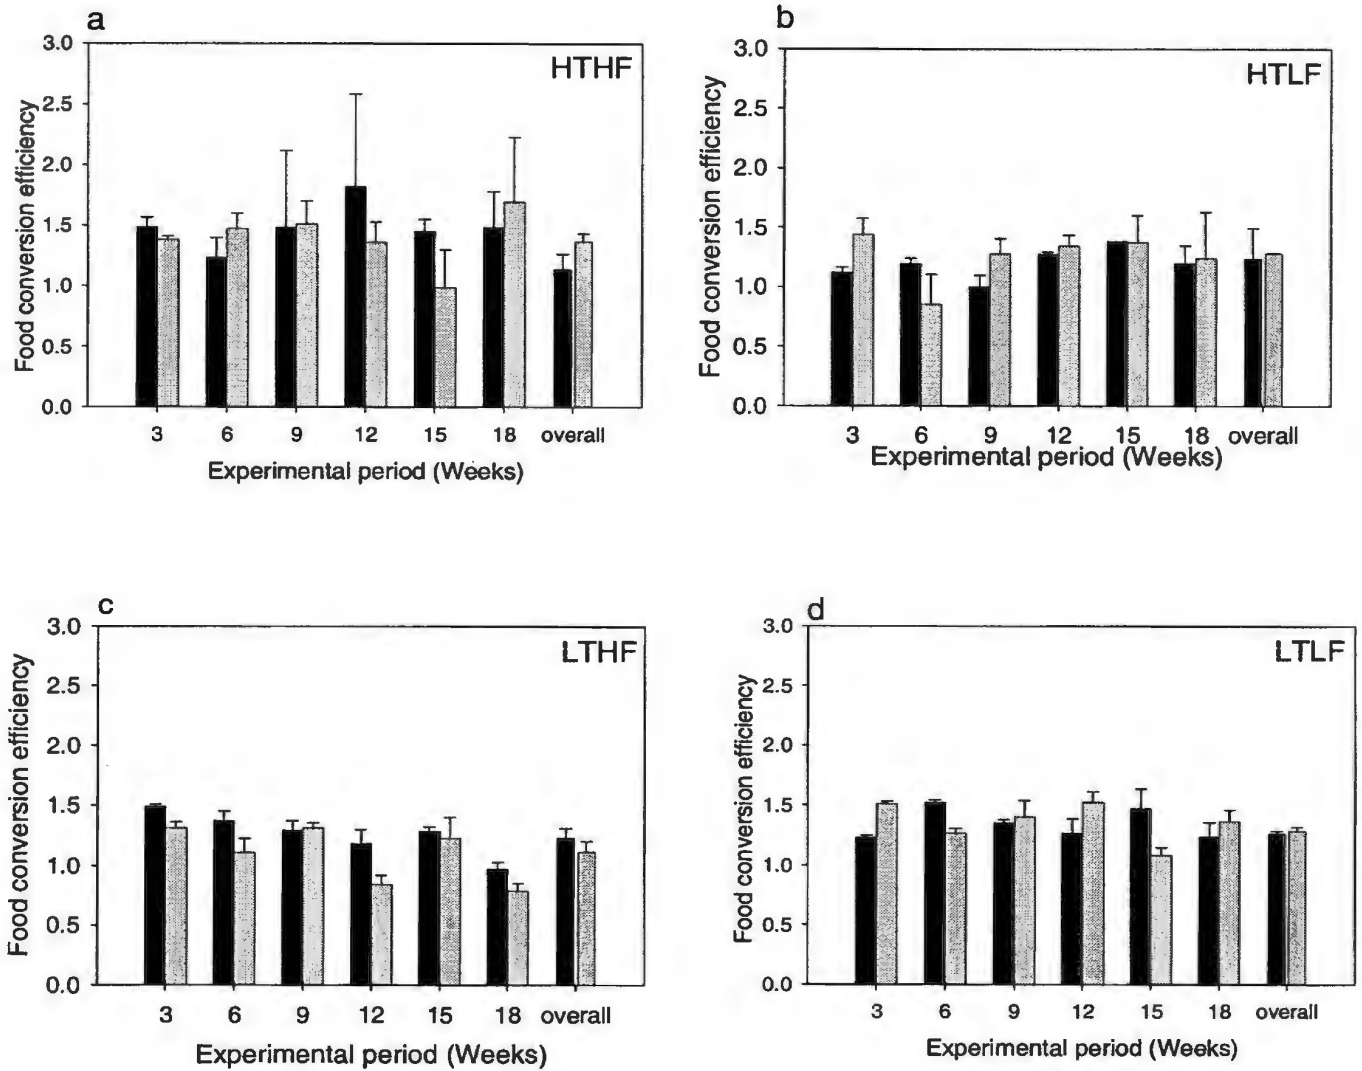 a
HTHF
Food conversion efficiency
3.0
2.5
2.0
1.5
1.0
0.5
0.0
3 6 9 12 15 18 overall
Experimental period (Weeks)
b
HTLF
Food conversion efficiency
3.0
2.5
2.0
1.5
1.0
0.5
0.0
3 6 9 12 15 18 overall
Experimental period (Weeks)
c
LTHF
Food conversion efficiency
3.0
2.5
2.0
1.5
1.0
0.5
0.0
3 6 9 12 15 18 overall
Experimental period (Weeks)
d
LTLF
Food conversion efficiency
3.0
2.5
2.0
1.5
1.0
0.5
0.0
3 6 9 12 15 18 overall
Experimental period (Weeks)